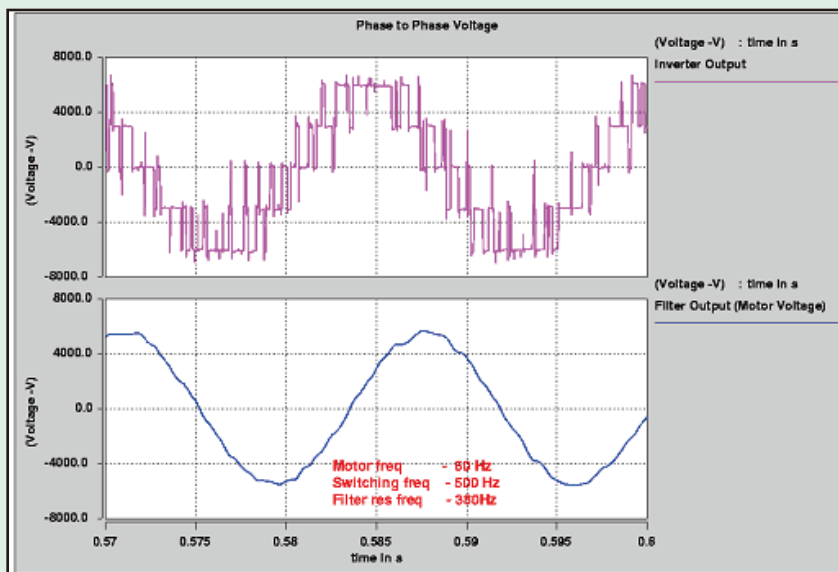 Phase to Phase Voltage
(Voltage -V) : time in s
Inverter Output
8000.0
4000.0
0.0
-4000.0
-8000.0
(Voltage -V)
(Voltage -V) : time in s
Filter Output (Motor Voltage)
8000.0
4000.0
0.0
-4000.0
-8000.0
(Voltage -V)
Motor freq - 60 Hz
Switching freq - 500 Hz
Filter res freq - 380Hz
0.57 0.575 0.58 0.585 0.59 0.595 0.6
time in s